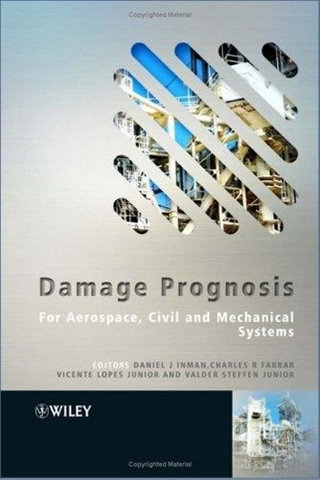 Copyrighted Material
Damage Prognosis
For Aerospace, Civil and Mechanical
Systems
EDITORS DANIEL J INMAN,CHARLES R FARRAR
VICENTE LOPES JUNIOR AND VALDER STEFFEN JUNIOR
WILEY
Copyrighted Material